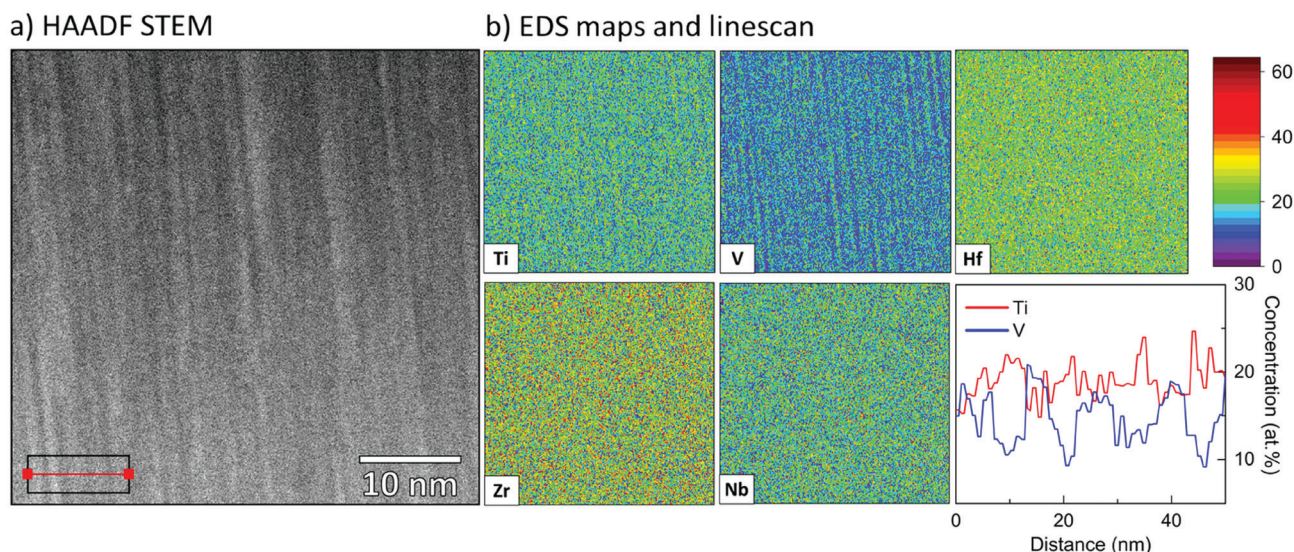 a) HAADF STEM
b) EDS maps and linescan
10 nm
Ti
V
Hf
60
40
20
0
at.%
Zr
Nb
Ti
V
30
20
10
Concentration (at.%)
0
20
40
Distance (nm)